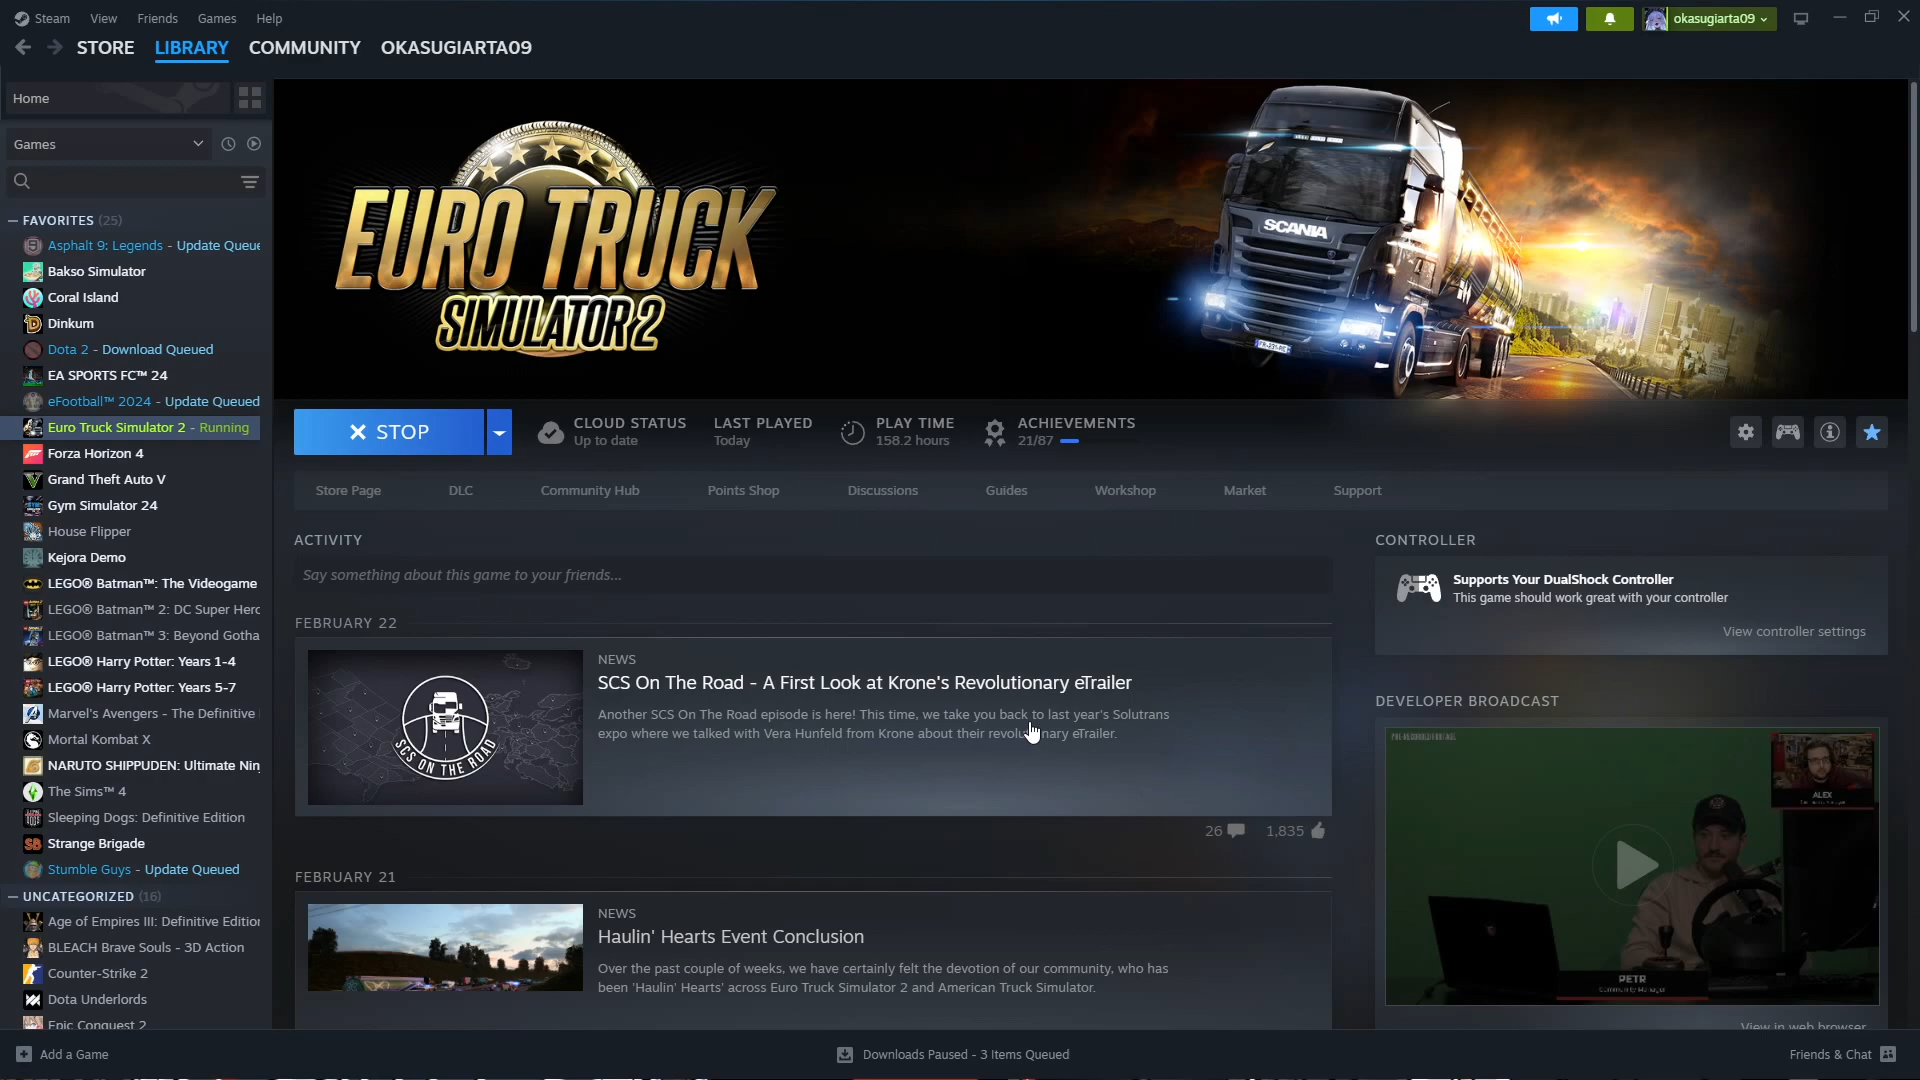 Steam View Friends Games Help
okasugiarta09
STORE LIBRARY COMMUNITY OKASUGIARTA09
Home
Games
FAVORITES (25)
Asphalt 9: Legends - Update Queue
Bakso Simulator
Coral Island
Dinkum
Dota 2 - Download Queued
EA SPORTS FC™ 24
eFootball™ 2024 - Update Queued
Euro Truck Simulator 2 - Running
Forza Horizon 4
Grand Theft Auto V
Gym Simulator 24
House Flipper
Kejora Demo
LEGO® Batman™: The Videogame
LEGO® Batman™ 2: DC Super Herc
LEGO® Batman™ 3: Beyond Gotha
LEGO® Harry Potter: Years 1-4
LEGO® Harry Potter: Years 5-7
Marvel's Avengers - The Definitive
Mortal Kombat X
NARUTO SHIPPUDEN: Ultimate Nin
The Sims™ 4
Sleeping Dogs: Definitive Edition
Strange Brigade
Stumble Guys - Update Queued
UNCATEGORIZED (16)
Age of Empires III: Definitive Edition
BLEACH Brave Souls - 3D Action
Counter-Strike 2
Dota Underlords
Epic Conquest 2
EURO TRUCK
SIMULATOR 2
SCANIA
STOP
CLOUD STATUS
Up to date
LAST PLAYED
Today
PLAY TIME
158.2 hours
ACHIEVEMENTS
21/87
Store Page DLC Community Hub Points Shop Discussions Guides Workshop Market Support
ACTIVITY
Say something about this game to your friends...
FEBRUARY 22
SCS ON THE ROAD
NEWS
SCS On The Road - A First Look at Krone's Revolutionary eTrailer
Another SCS On The Road episode is here! This time, we take you back to last year's Solutrans
expo where we talked with Vera Hunfeld from Krone about their revolutionary eTrailer.
26 1,835
FEBRUARY 21
NEWS
Haulin' Hearts Event Conclusion
Over the past couple of weeks, we have certainly felt the devotion of our community, who has
been 'Haulin' Hearts' across Euro Truck Simulator 2 and American Truck Simulator.
CONTROLLER
Supports Your DualShock Controller
This game should work great with your controller
View controller settings
DEVELOPER BROADCAST
PRE-RECORDED FOOTAGE
ALEX
PETR
Community Manager
View in web browser
Add a Game
Downloads Paused - 3 Items Queued
Friends & Chat